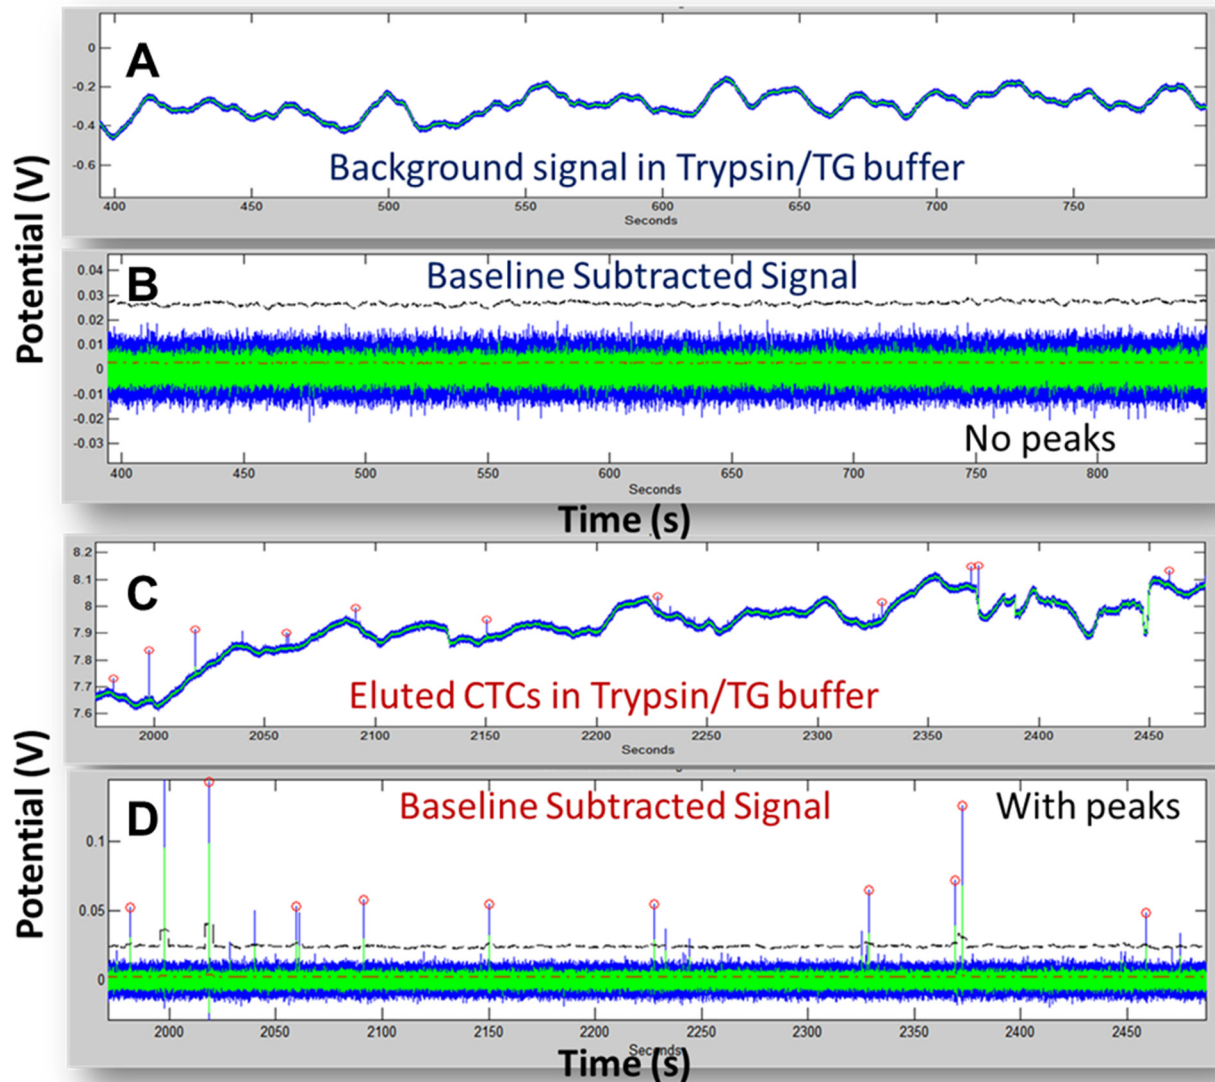 A
0
-0.2
-0.4
-0.6
Background signal in Trypsin/TG buffer
400 450 500 550 600 650 700 750
Seconds
Potential (V)
B
Baseline Subtracted Signal
0.04
0.03
0.02
0.01
0
-0.01
-0.02
-0.03
No peaks
400 450 500 550 600 650 700 750 800
Seconds
Time (s)
C
8.2
8.1
8
7.9
7.8
7.7
7.6
Eluted CTCs in Trypsin/TG buffer
2000 2050 2100 2150 2200 2250 2300 2350 2400 2450
Seconds
Potential (V)
D
Baseline Subtracted Signal
With peaks
0.1
0.05
0
2000 2050 2100 2150 2200 2250 2300 2350 2400 2450
Seconds
Time (s)